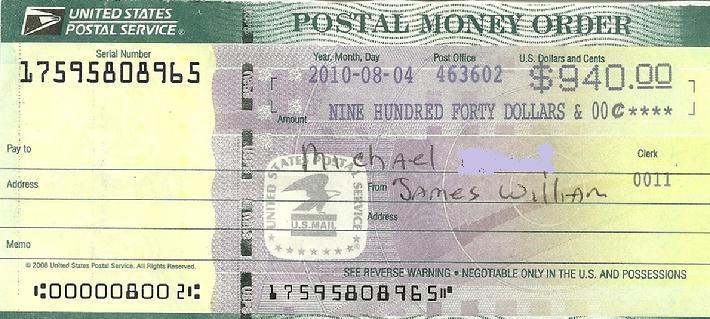 UNITED STATES POSTAL SERVICE®
POSTAL MONEY ORDER
Serial Number
17595808965
Year, Month, Day Post Office U.S. Dollars and Cents
2010-08-04 463602 $940.00
Amount NINE HUNDRED FORTY DOLLARS & 00¢****
Pay to Michael
Clerk
0011
Address
From James William
Address
UNITED STATES POSTAL SERVICE
U.S.MAIL
Memo
© 2008 United States Postal Service. All Rights Reserved.
SEE REVERSE WARNING • NEGOTIABLE ONLY IN THE U.S. AND POSSESSIONS
⑆000008002⑆ 17595808965⑈